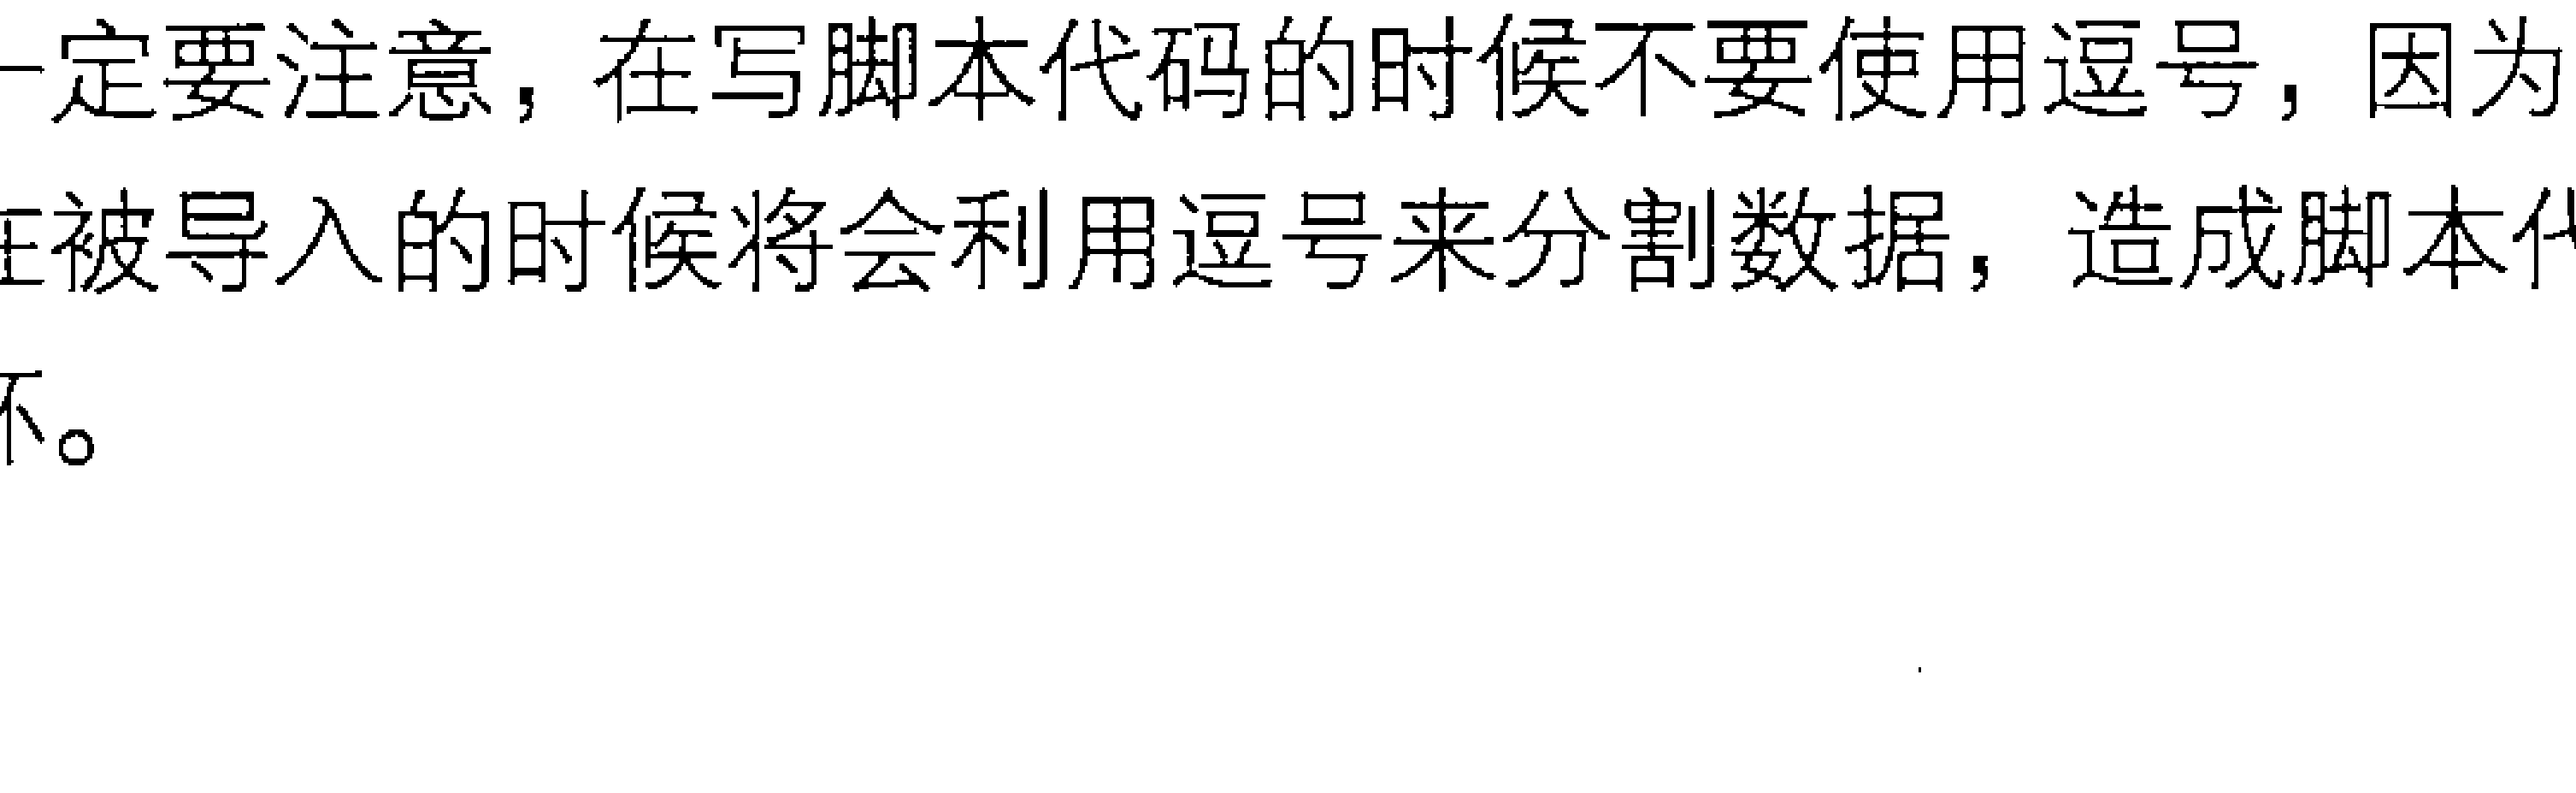 一定要注意，在写脚本代码的时候不要使用逗号，因为
在被导入的时候将会利用逗号来分割数据，造成脚本代
。